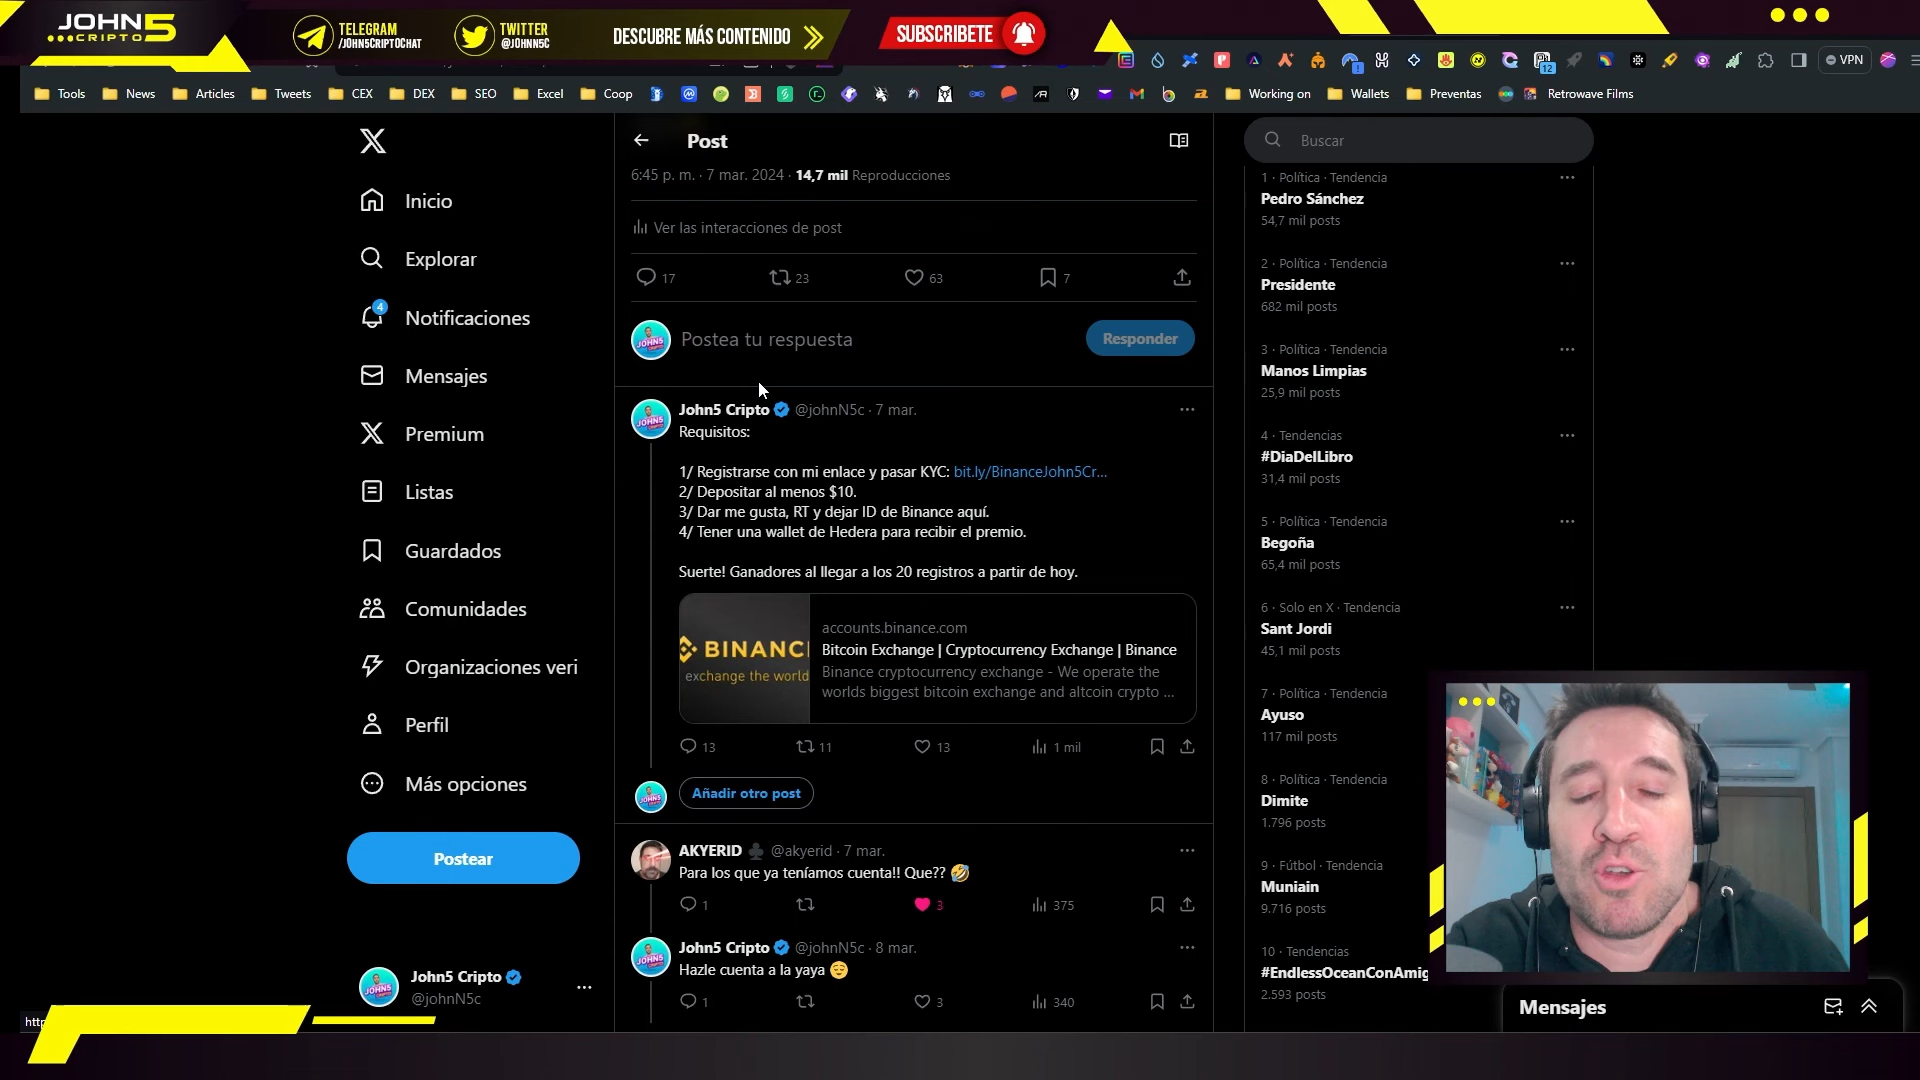 JOHN 5
CRIPTO
TELEGRAM
/JOHN5CRIPTOCHAT
TWITTER
@JOHNN5C
DESCUBRE MÁS CONTENIDO
SUBSCRIBETE
VPN
12
Tools
News
Articles
Tweets
CEX
DEX
SEO
Excel
Coop
Working on
Wallets
Preventas
Retrowave Films
Inicio
Explorar
4
Notificaciones
Mensajes
Premium
Listas
Guardados
Comunidades
Organizaciones veri
Perfil
Más opciones
Postear
John5 Cripto
@johnN5c
Post
6:45 p. m. · 7 mar. 2024 · 14,7 mil Reproducciones
Ver las interacciones de post
17 23 63 7
Postea tu respuesta
Responder
John5 Cripto @johnN5c · 7 mar.
Requisitos:
1/ Registrarse con mi enlace y pasar KYC: bit.ly/BinanceJohn5Cr...
2/ Depositar al menos $10.
3/ Dar me gusta, RT y dejar ID de Binance aquí.
4/ Tener una wallet de Hedera para recibir el premio.
Suerte! Ganadores al llegar a los 20 registros a partir de hoy.
BINANC
exchange the world
accounts.binance.com
Bitcoin Exchange | Cryptocurrency Exchange | Binance
Binance cryptocurrency exchange - We operate the
worlds biggest bitcoin exchange and altcoin crypto ...
13 11 13 1 mil
Añadir otro post
AKYERID @akyerid · 7 mar.
Para los que ya teníamos cuenta!! Que?? 🤣
1 3 375
John5 Cripto @johnN5c · 8 mar.
Hazle cuenta a la yaya 😌
1 3 340
Buscar
1 · Política · Tendencia
Pedro Sánchez
54,7 mil posts
2 · Política · Tendencia
Presidente
682 mil posts
3 · Política · Tendencia
Manos Limpias
25,9 mil posts
4 · Tendencias
#DiaDelLibro
31,4 mil posts
5 · Política · Tendencia
Begoña
65,4 mil posts
6 · Solo en X · Tendencia
Sant Jordi
45,1 mil posts
7 · Política · Tendencia
Ayuso
117 mil posts
8 · Política · Tendencia
Dimite
1.796 posts
9 · Fútbol · Tendencia
Muniain
9.716 posts
10 · Tendencias
#EndlessOceanConAmig
2.593 posts
Mensajes